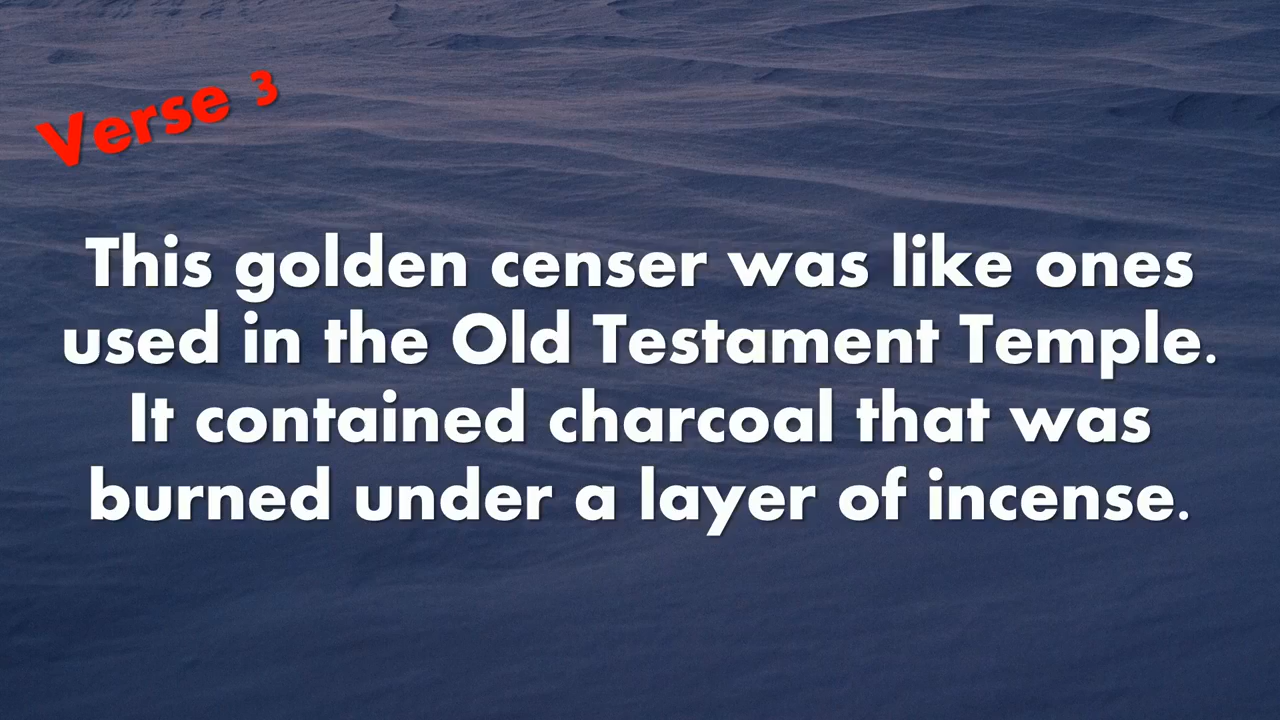 Verse 3
This golden censer was like ones
used in the Old Testament Temple.
It contained charcoal that was
burned under a layer of incense.